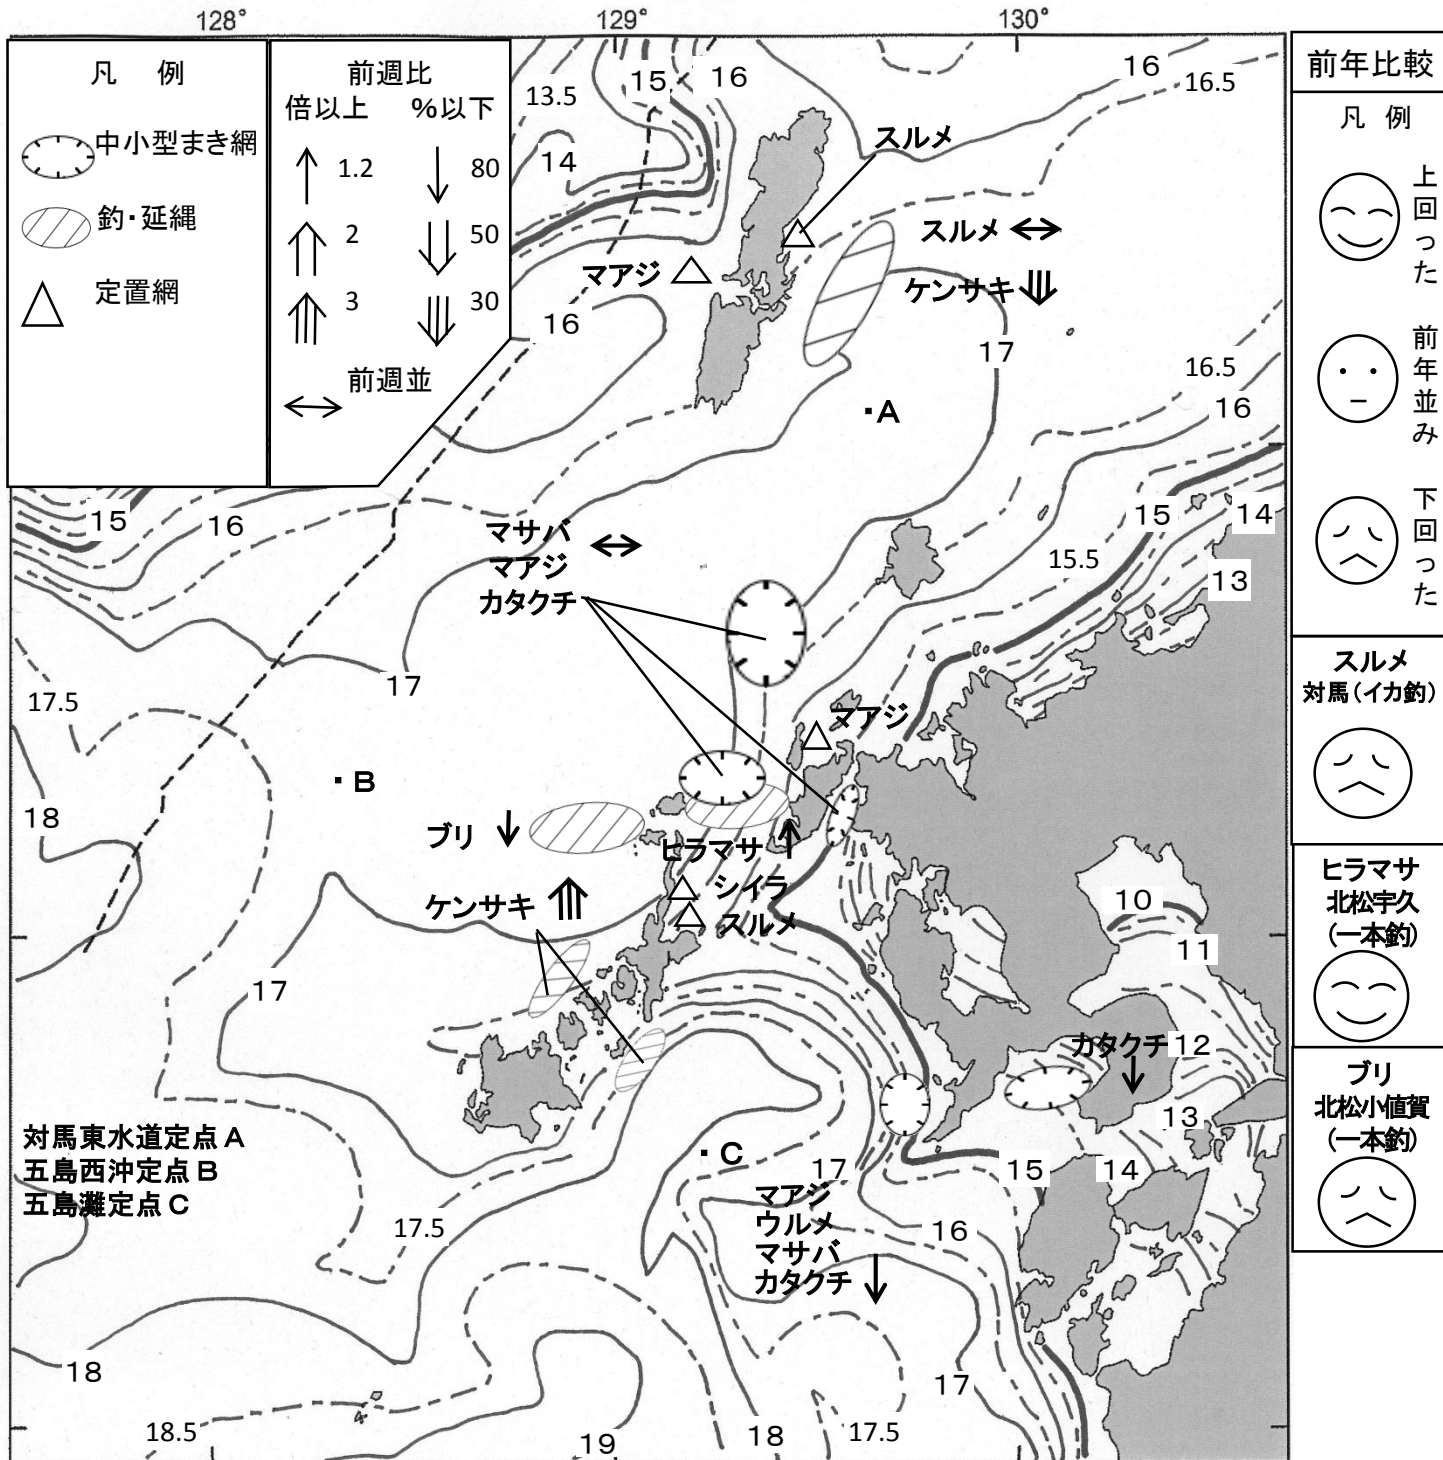 128°
129°
130°
凡 例
中小型まき網
釣・延縄
定置網
前週比
倍以上 %以下
1.2 80
2 50
3 30
前週並
13.5
14
15
16
16
16.5
スルメ
スルメ
マアジ
ケンサキ
16
17
16.5
16
A
15
16
15
14
15.5
13
マサバ
マアジ
カタクチ
17
17.5
マアジ
B
18
ブリ
ヒラマサ
シイラ
ケンサキ
スルメ
10
11
17
カタクチ
12
13
対馬東水道定点A
五島西沖定点B
五島灘定点C
C
17
15
14
マアジ
ウルメ
マサバ
カタクチ
17.5
16
18
17
18.5
19
18
17.5
前年比較
凡 例
上回った
前年並み
下回った
スルメ
対馬(イカ釣)
ヒラマサ
北松宇久
(一本釣)
ブリ
北松小値賀
(一本釣)